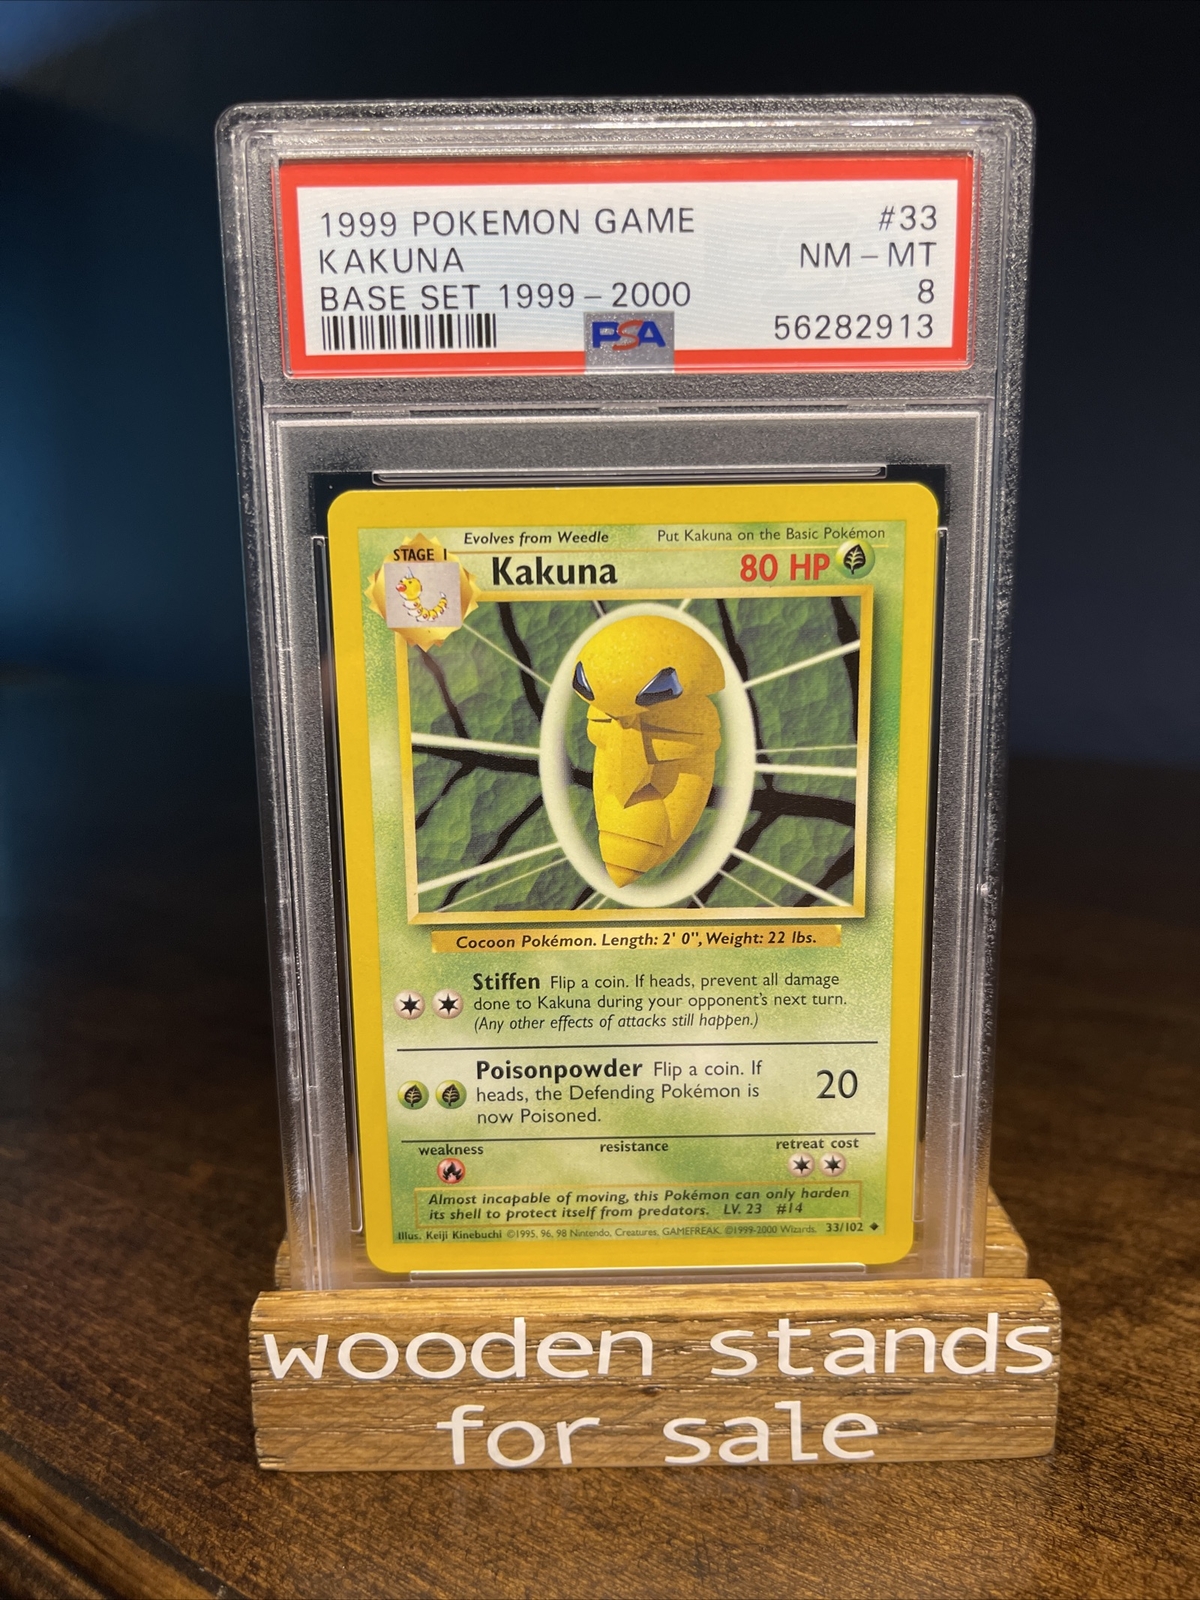 1999 POKEMON GAME #33
KAKUNA NM - MT
BASE SET 1999 - 2000 8
PSA 56282913
Evolves from Weedle Put Kakuna on the Basic Pokémon
STAGE 1 Kakuna 80 HP
Cocoon Pokémon. Length: 2' 0", Weight: 22 lbs.
Stiffen Flip a coin. If heads, prevent all damage
done to Kakuna during your opponent's next turn.
(Any other effects of attacks still happen.)
Poisonpowder Flip a coin. If
heads, the Defending Pokémon is
now Poisoned.
20
weakness resistance retreat cost
Almost incapable of moving, this Pokémon can only harden
its shell to protect itself from predators. LV. 23 #14
Illus. Keiji Kinebuchi ©1995, 96, 98 Nintendo, Creatures, GAMEFREAK. ©1999-2000 Wizards. 33/102
wooden stands
for sale